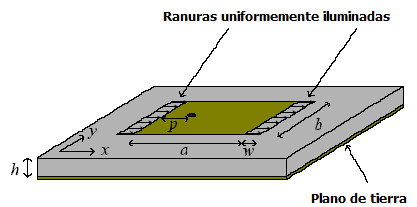 Ranuras uniformemente iluminadas
p
b
y
x
a
w
h
Plano de tierra